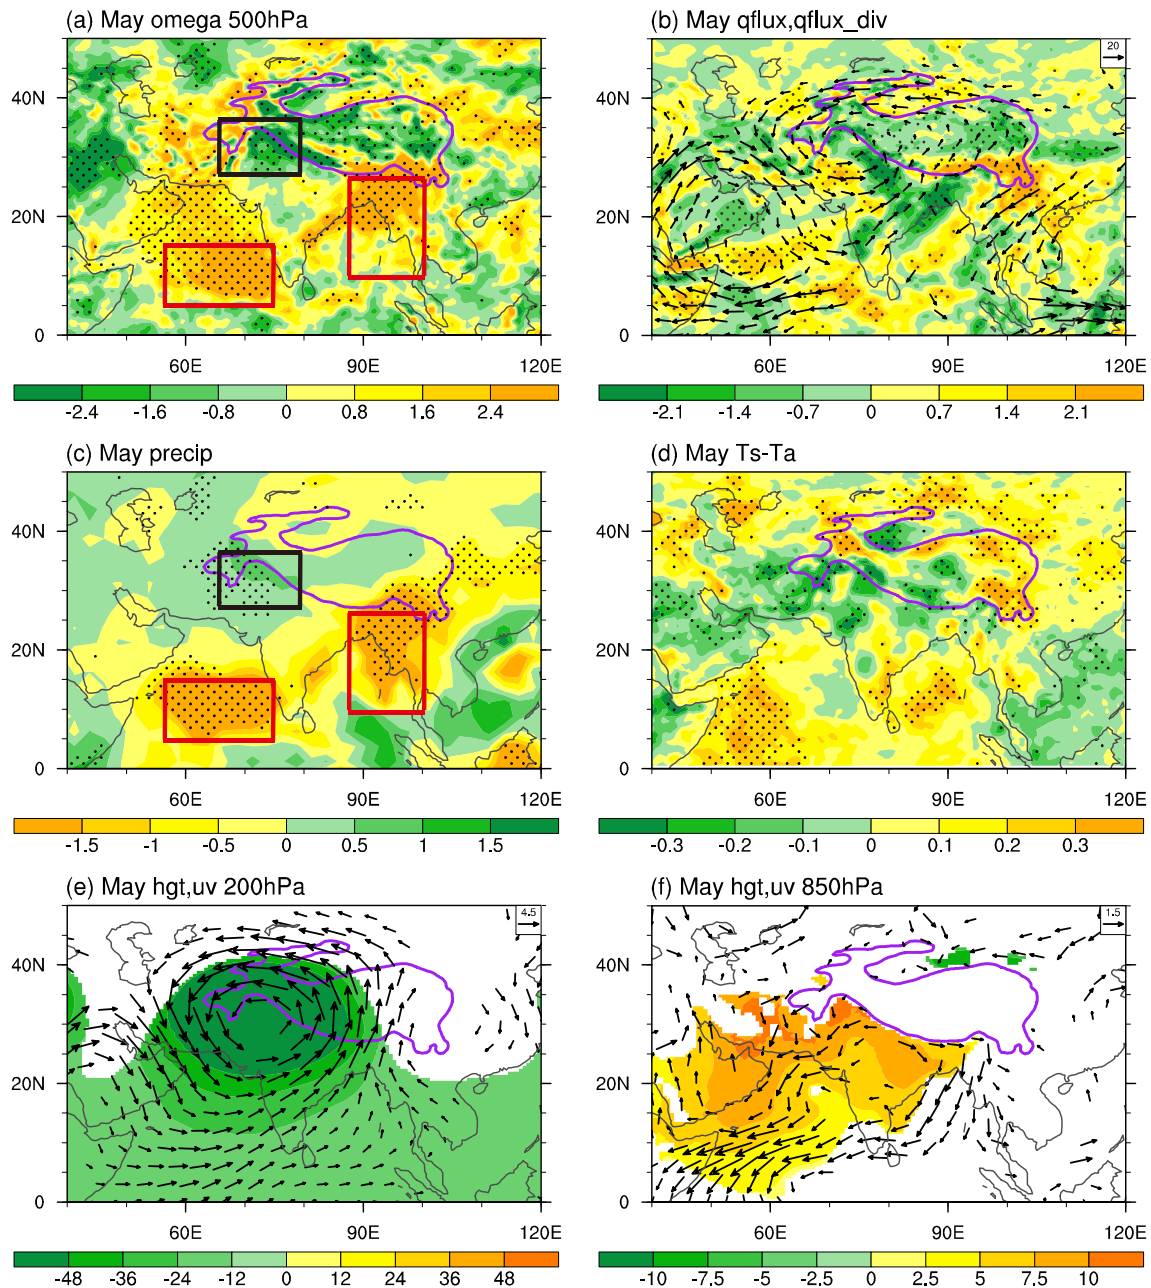 (a) May omega 500hPa
(b) May qflux,qflux_div
20
40N
20N
0
60E 90E 120E
-2.4 -1.6 -0.8 0 0.8 1.6 2.4
40N
20N
0
60E 90E 120E
-2.1 -1.4 -0.7 0 0.7 1.4 2.1
(c) May precip
(d) May Ts-Ta
40N
20N
0
60E 90E 120E
-1.5 -1 -0.5 0 0.5 1 1.5
40N
20N
0
60E 90E 120E
-0.3 -0.2 -0.1 0 0.1 0.2 0.3
(e) May hgt,uv 200hPa
4.5
(f) May hgt,uv 850hPa
1.5
40N
20N
0
60E 90E 120E
-48 -36 -24 -12 0 12 24 36 48
40N
20N
0
60E 90E 120E
-10 -7.5 -5 -2.5 0 2.5 5 7.5 10